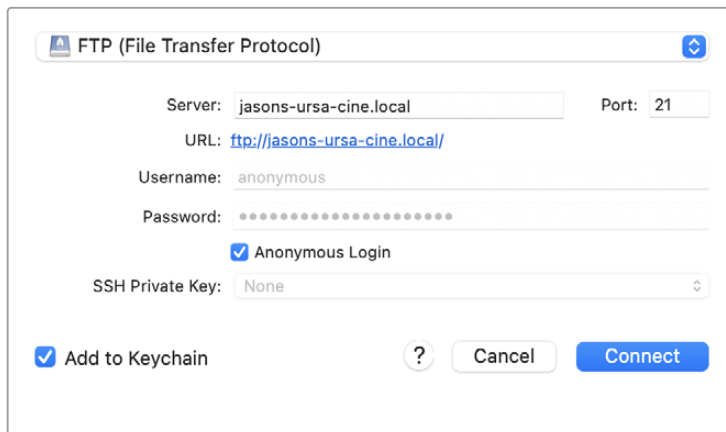 FTP (File Transfer Protocol)
Server: jasons-ursa-cine.local Port: 21
URL: ftp://jasons-ursa-cine.local/
Username: anonymous
Password: •••••••••••••••••••••
Anonymous Login
SSH Private Key: None
Add to Keychain ? Cancel Connect